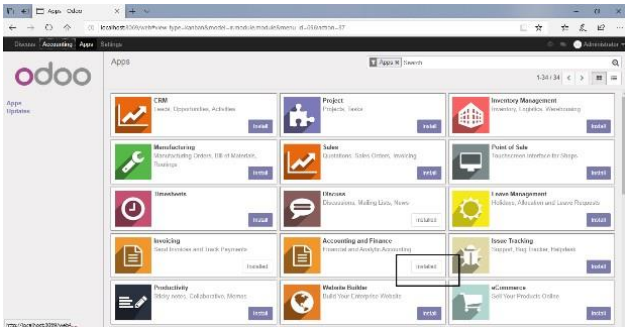 Apps - Odoo
Discuss Accounting Apps Settings
Administrator
odoo
Apps
Apps
Search
1-34 / 34
Apps
Updates
CRM
Leads, Opportunities, Activities
Install
Project
Projects, Tasks
Install
Inventory Management
Inventory, Logistics, Warehousing
Install
Manufacturing
Manufacturing Orders, Bill of Materials,
Routings
Install
Sales
Quotations, Sales Orders, Invoicing
Install
Point of Sale
Touchscreen Interface for Shops
Install
Timesheets
Install
Discuss
Discussions, Mailing Lists, News
Installed
Leave Management
Holidays, Allocation and Leave Requests
Install
Invoicing
Send Invoices and Track Payments
Installed
Accounting and Finance
Financial and Analytic Accounting
Installed
Issue Tracking
Support, Bug Tracker, Helpdesk
Install
Productivity
Sticky notes, Collaborative, Memos
Install
Website Builder
Build Your Enterprise Website
Install
eCommerce
Sell Your Products Online
Install